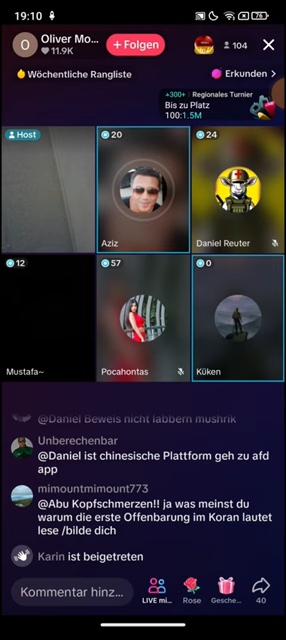 19:10
76
Oliver Mo...
11.9K
+ Folgen
104
Wöchentliche Rangliste
Erkunden >
+300+ Regionales Turnier
Bis zu Platz
100:1.5M
Host
20
24
Aziz
Daniel Reuter
12
57
0
Mustafa~
Pocahontas
Küken
@Daniel Beweis nicht labbern mushrik
Unberechenbar
@Daniel ist chinesische Plattform geh zu afd
app
mimountmimount773
@Abu Kopfschmerzen!! ja was meinst du
warum die erste Offenbarung im Koran lautet
lese /bilde dich
Karin ist beigetreten
Kommentar hinz...
LIVE mi...
Rose
Gesche...
40